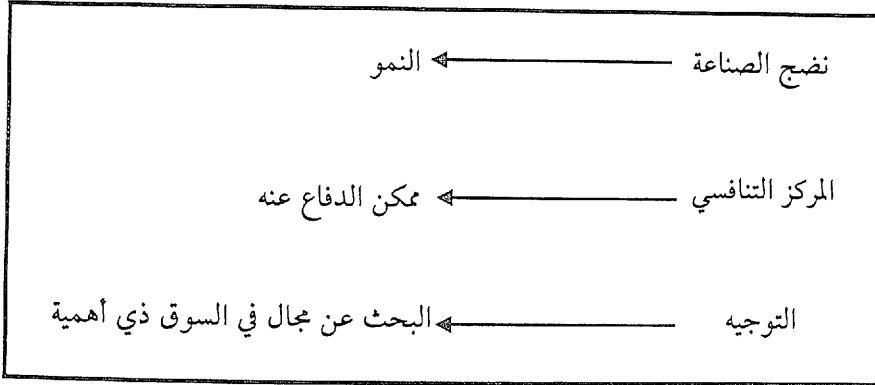 نضج الصناعة النمو
المركز التنافسي ممكن الدفاع عنه
التوجيه البحث عن مجال في السوق ذي أهمية